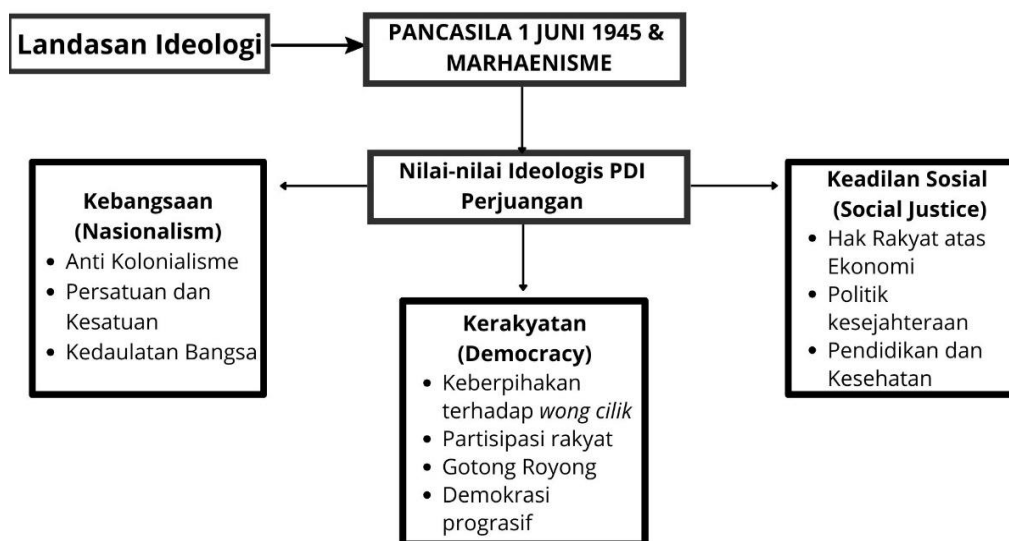 Landasan Ideologi
PANCASILA 1 JUNI 1945 &
MARHAENISME
Nilai-nilai Ideologis PDI
Perjuangan
Kebangsaan
(Nasionalism)
• Anti Kolonialisme
• Persatuan dan
Kesatuan
• Kedaulatan Bangsa
Kerakyatan
(Democracy)
• Keberpihakan
terhadap wong cilik
• Partisipasi rakyat
• Gotong Royong
• Demokrasi
prograsif
Keadilan Sosial
(Social Justice)
• Hak Rakyat atas
Ekonomi
• Politik
kesejahteraan
• Pendidikan dan
Kesehatan